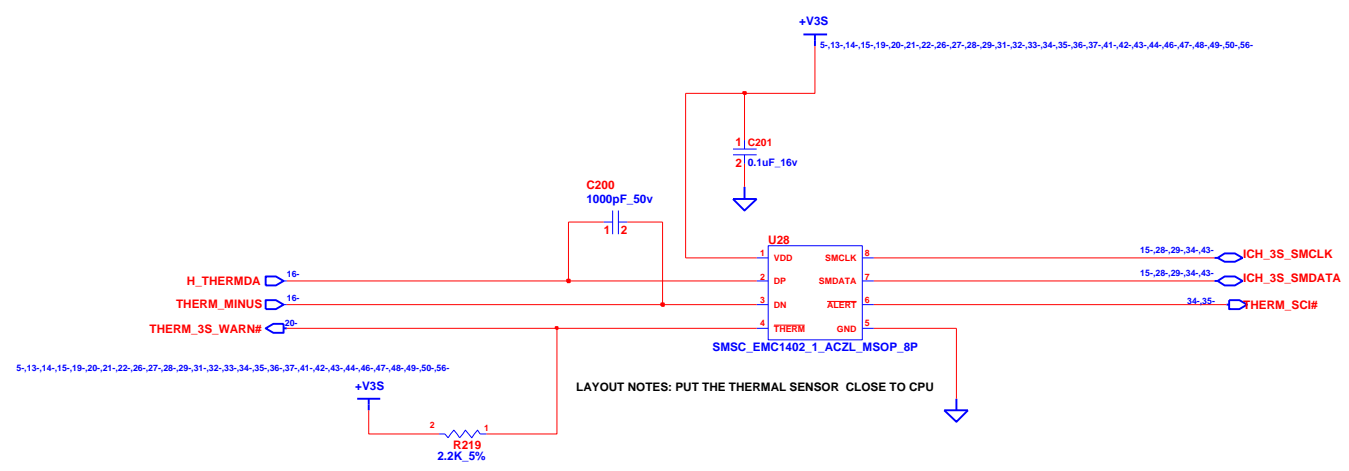 +V3S
5-,13-,14-,15-,19-,20-,21-,22-,26-,27-,28-,29-,31-,32-,33-,34-,35-,36-,37-,41-,42-,43-,44-,46-,47-,48-,49-,50-,56-
1 C201
2 0.1uF_16v
C200
1000pF_50v
1 2
U28
1 VDD SMCLK 8 15-,28-,29-,34-,43- ICH_3S_SMCLK
H_THERMDA 16- 2 DP SMDATA 7 15-,28-,29-,34-,43- ICH_3S_SMDATA
THERM_MINUS 16- 3 DN ALERT 6 34-,35- THERM_SCI#
THERM_3S_WARN# 20- 4 THERM GND 5
SMSC_EMC1402_1_ACZL_MSOP_8P
5-,13-,14-,15-,19-,20-,21-,22-,26-,27-,28-,29-,31-,32-,33-,34-,35-,36-,37-,41-,42-,43-,44-,46-,47-,48-,49-,50-,56-
+V3S
LAYOUT NOTES: PUT THE THERMAL SENSOR CLOSE TO CPU
2 1
R219
2.2K_5%